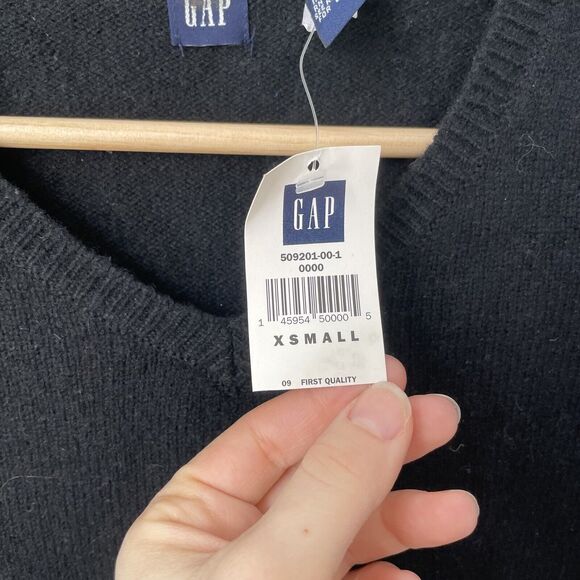 GAP
GAP
509201-00-1
0000
1 45954 50000 5
XSMALL
09 FIRST QUALITY